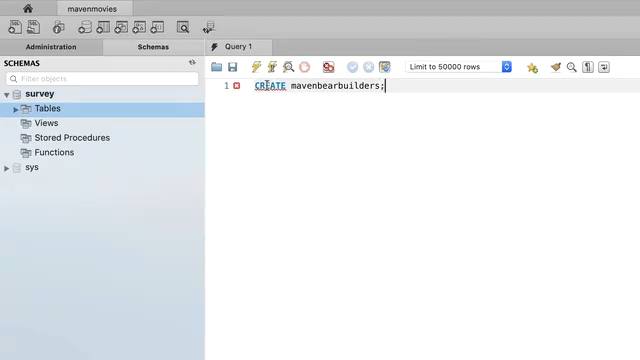 mavenmovies
Administration
Schemas
Query 1
SCHEMAS
Filter objects
survey
Tables
Views
Stored Procedures
Functions
sys
Limit to 50000 rows
1
CREATE mavenbearbuilders;